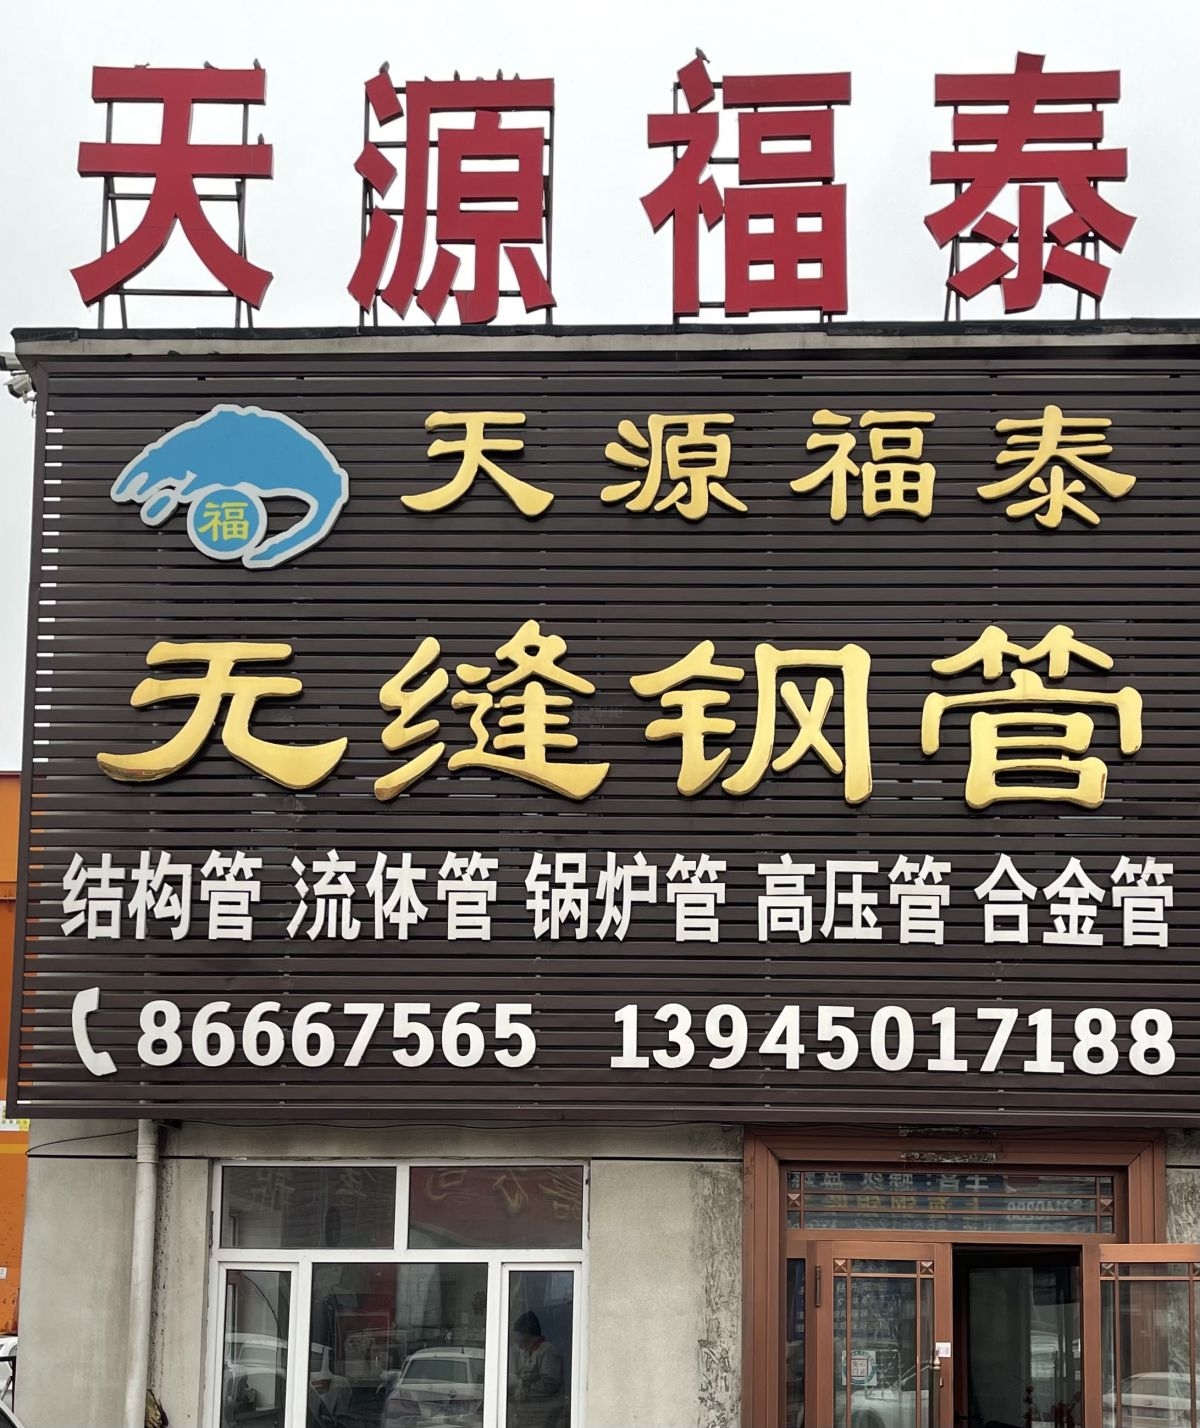 天源福泰
天源福泰
福
无缝钢管
结构管 流体管 锅炉管 高压管 合金管
86667565 13945017188